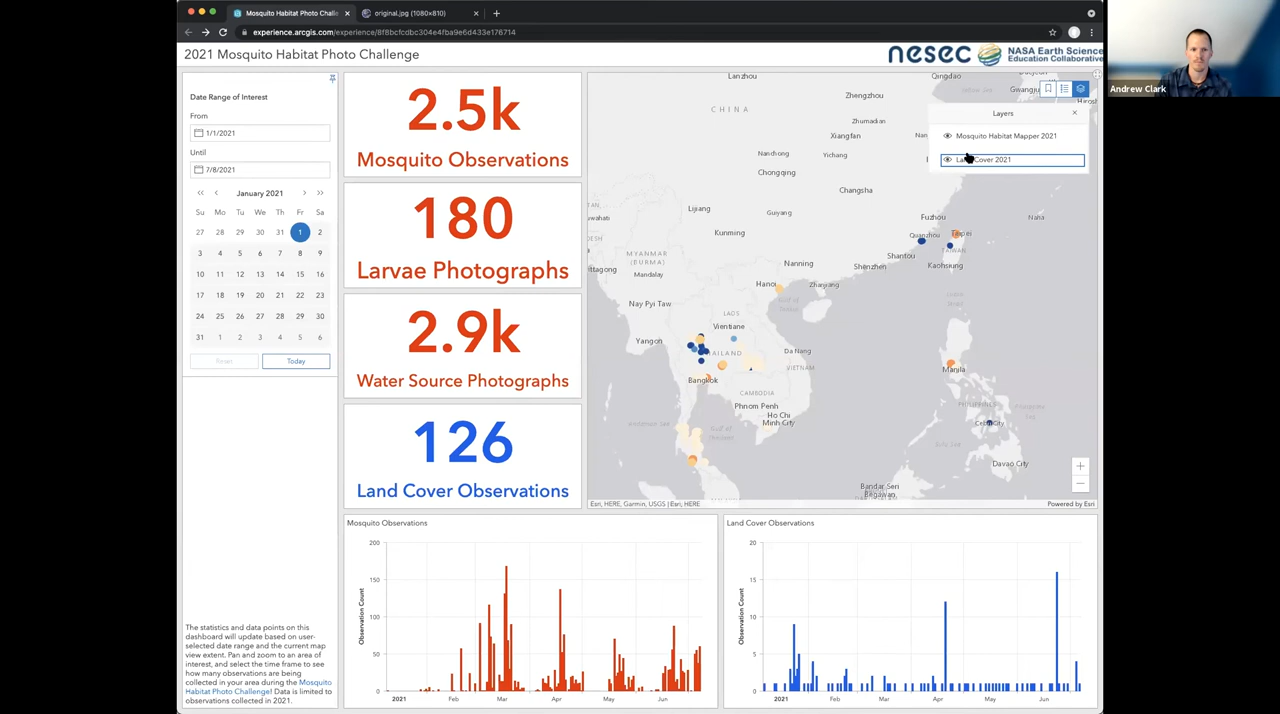 Mosquito Habitat Photo Challe
original.jpg (1080×810)
experience.arcgis.com/experience/8f8bcfcdbc304e4fba9e6d433e176714
2021 Mosquito Habitat Photo Challenge
nesec
NASA Earth Science
Education Collaborative
Andrew Clark
Date Range of Interest
From
1/1/2021
Until
7/8/2021
January 2021
Su Mo Tu We Th Fr Sa
27 28 29 30 31 1 2
3 4 5 6 7 8 9
10 11 12 13 14 15 16
17 18 19 20 21 22 23
24 25 26 27 28 29 30
31 1 2 3 4 5 6
Reset
Today
The statistics and data points on this
dashboard will update based on user-
selected date range and the current map
view extent. Pan and zoom to an area of
interest, and select the time frame to see
how many observations are being
collected in your area during the Mosquito
Habitat Photo Challenge! Data is limited to
observations collected in 2021.
2.5k
Mosquito Observations
180
Larvae Photographs
2.9k
Water Source Photographs
126
Land Cover Observations
Layers
Mosquito Habitat Mapper 2021
Cover 2021
Lanzhou
Qingdao
Gwangju
CHINA
Zhengzhou
Zhumadian
Xiangfan
Nanchong
Yichang
Chongqing
Changsha
Lijiang
Guiyang
Fuzhou
Naha
Kunming
Quanzhou
Taipei
Shantou
TAIWAN
MYANMAR
(BURMA)
Mandalay
Nanning
Shenzhen
Kaohsiung
Hanoi
Zhanjiang
Nay Pyi Taw
LAOS
Vientiane
Yangon
Da Nang
THAILAND
VIETNAM
Bangkok
Manila
CAMBODIA
Phnom Penh
Ho Chi
Minh City
PHILIPPINES
Cebu City
Davao City
Bandar Seri
Begawan
Esri, HERE, Garmin, USGS | Esri, HERE
Powered by Esri
Mosquito Observations
Observation Count
200
150
100
50
0
2021 Feb Mar Apr May Jun
Land Cover Observations
Observation Count
20
15
10
5
0
2021 Feb Mar Apr May Jun